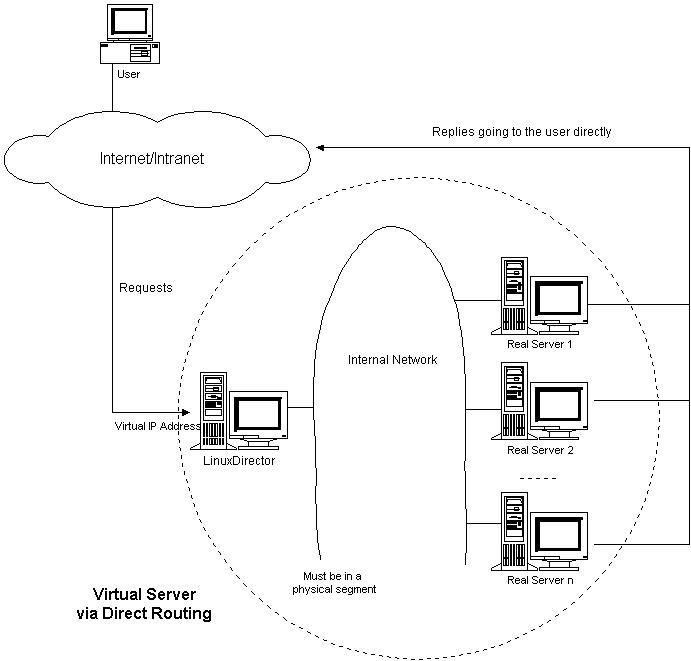 User
Internet/Intranet
Replies going to the user directly
Requests
Internal Network
Real Server 1
Virtual IP Address
LinuxDirector
Real Server 2
Real Server n
Must be in a
physical segment
Virtual Server
via Direct Routing